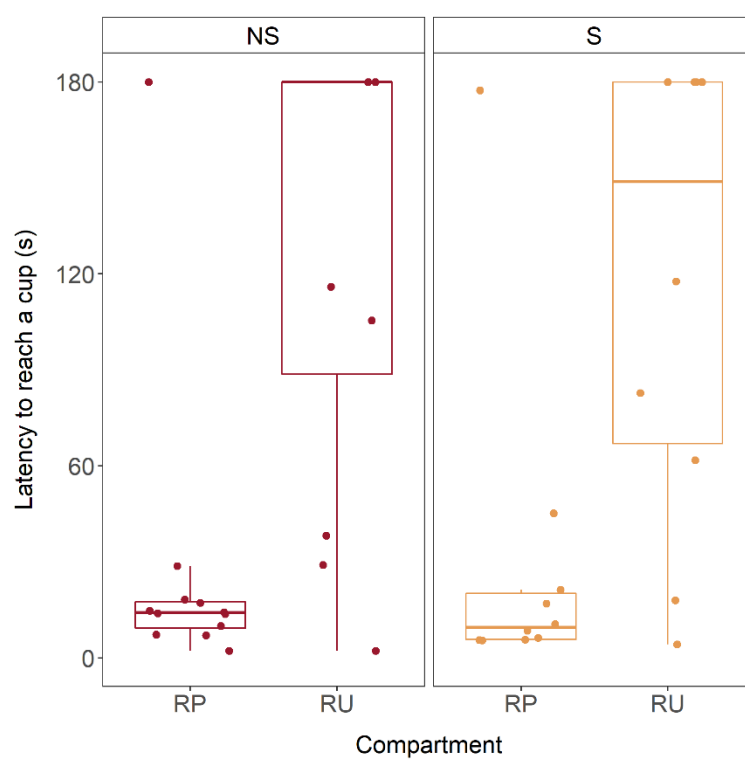 NS S
Latency to reach a cup (s)
180
120
60
0
RP RU RP RU
Compartment